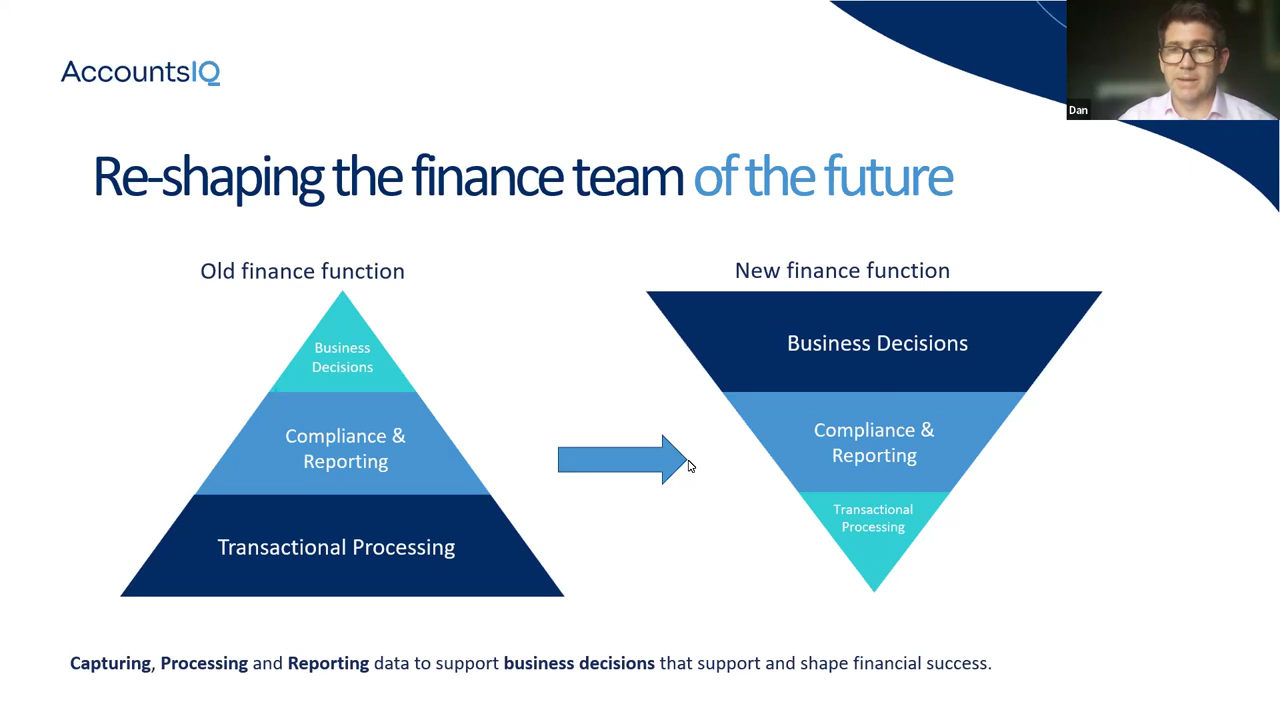 AccountsIQ
Dan
Re-shaping the finance team of the future
Old finance function
Business
Decisions
Compliance &
Reporting
Transactional Processing
New finance function
Business Decisions
Compliance &
Reporting
Transactional
Processing
Capturing, Processing and Reporting data to support business decisions that support and shape financial success.